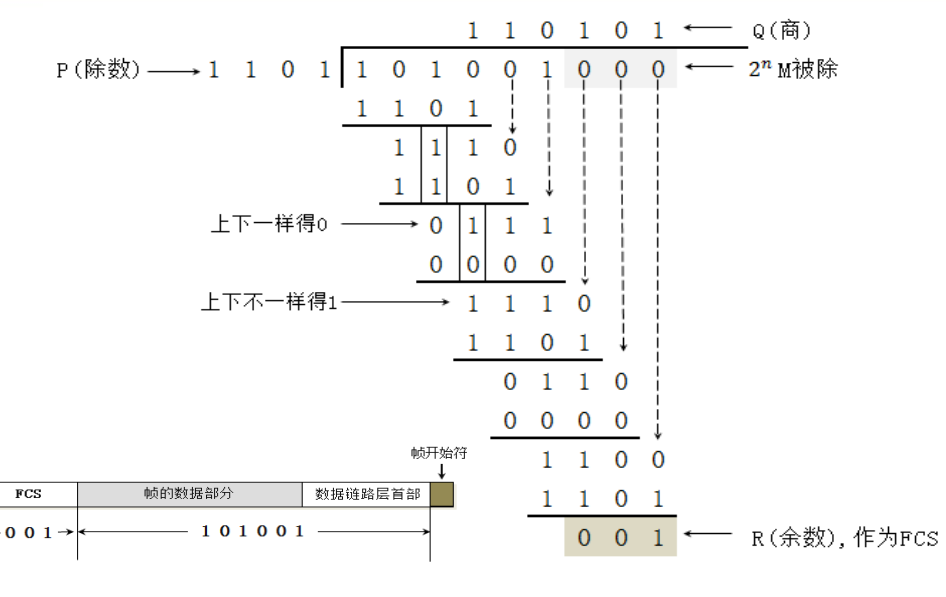 1 1 0 1 0 1 Q(商)
P(除数) 1 1 0 1 1 0 1 0 0 1 0 0 0 2ⁿ M被除
1 1 0 1
1 1 1 0
1 1 0 1
上下一样得0 0 1 1 1
0 0 0 0
上下不一样得1 1 1 1 0
1 1 0 1
0 1 1 0
0 0 0 0
帧开始符
1 1 0 0
FCS 帧的数据部分 数据链路层首部
1 1 0 1
0 0 1 1 0 1 0 0 1
0 0 1 R(余数), 作为FCS